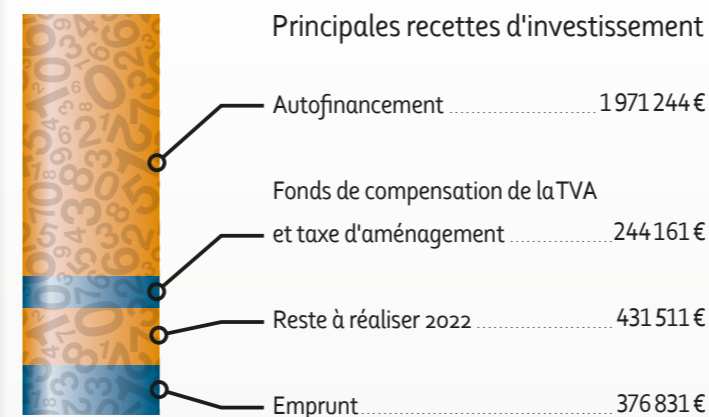 Principales recettes d'investissement
Autofinancement 1 971 244 €
Fonds de compensation de la TVA
et taxe d'aménagement 244 161 €
Reste à réaliser 2022 431 511 €
Emprunt 376 831 €